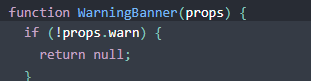 function WarningBanner(props) {
  if (!props.warn) {
    return null;
  }